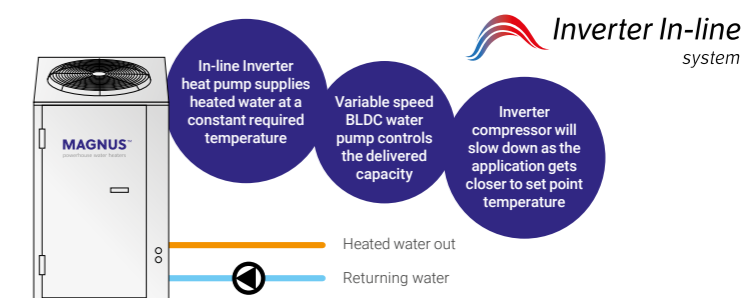 Inverter In-line
system
In-line Inverter
heat pump supplies
heated water at a
constant required
temperature
Variable speed
BLDC water
pump controls
the delivered
capacity
Inverter
compressor will
slow down as the
application gets
closer to set point
temperature
MAGNUS™
powerhouse water heaters
Heated water out
Returning water